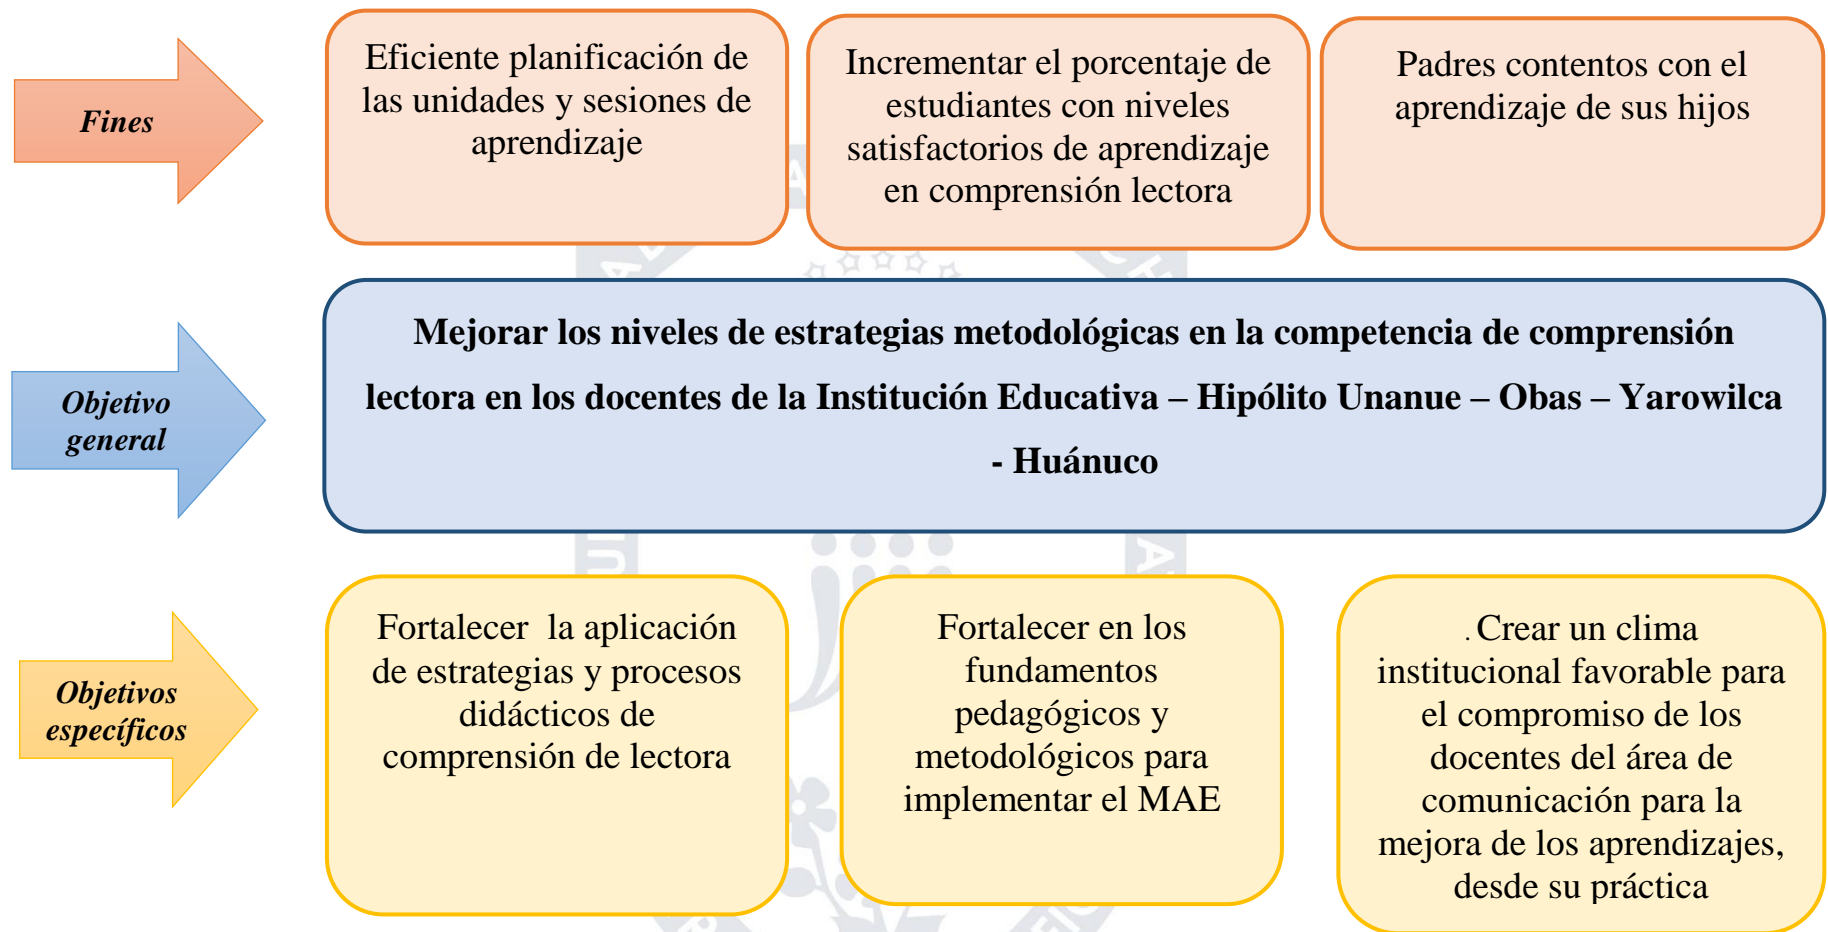 Fines
Eficiente planificación de
las unidades y sesiones de
aprendizaje
Incrementar el porcentaje de
estudiantes con niveles
satisfactorios de aprendizaje
en comprensión lectora
Padres contentos con el
aprendizaje de sus hijos
Objetivo
general
Mejorar los niveles de estrategias metodológicas en la competencia de comprensión
lectora en los docentes de la Institución Educativa – Hipólito Unanue – Obas – Yarowilca
- Huánuco
Objetivos
específicos
Fortalecer  la aplicación
de estrategias y procesos
didácticos de
comprensión de lectora
Fortalecer en los
fundamentos
pedagógicos y
metodológicos para
implementar el MAE
. Crear un clima
institucional favorable para
el compromiso de los
docentes del área de
comunicación para la
mejora de los aprendizajes,
desde su práctica